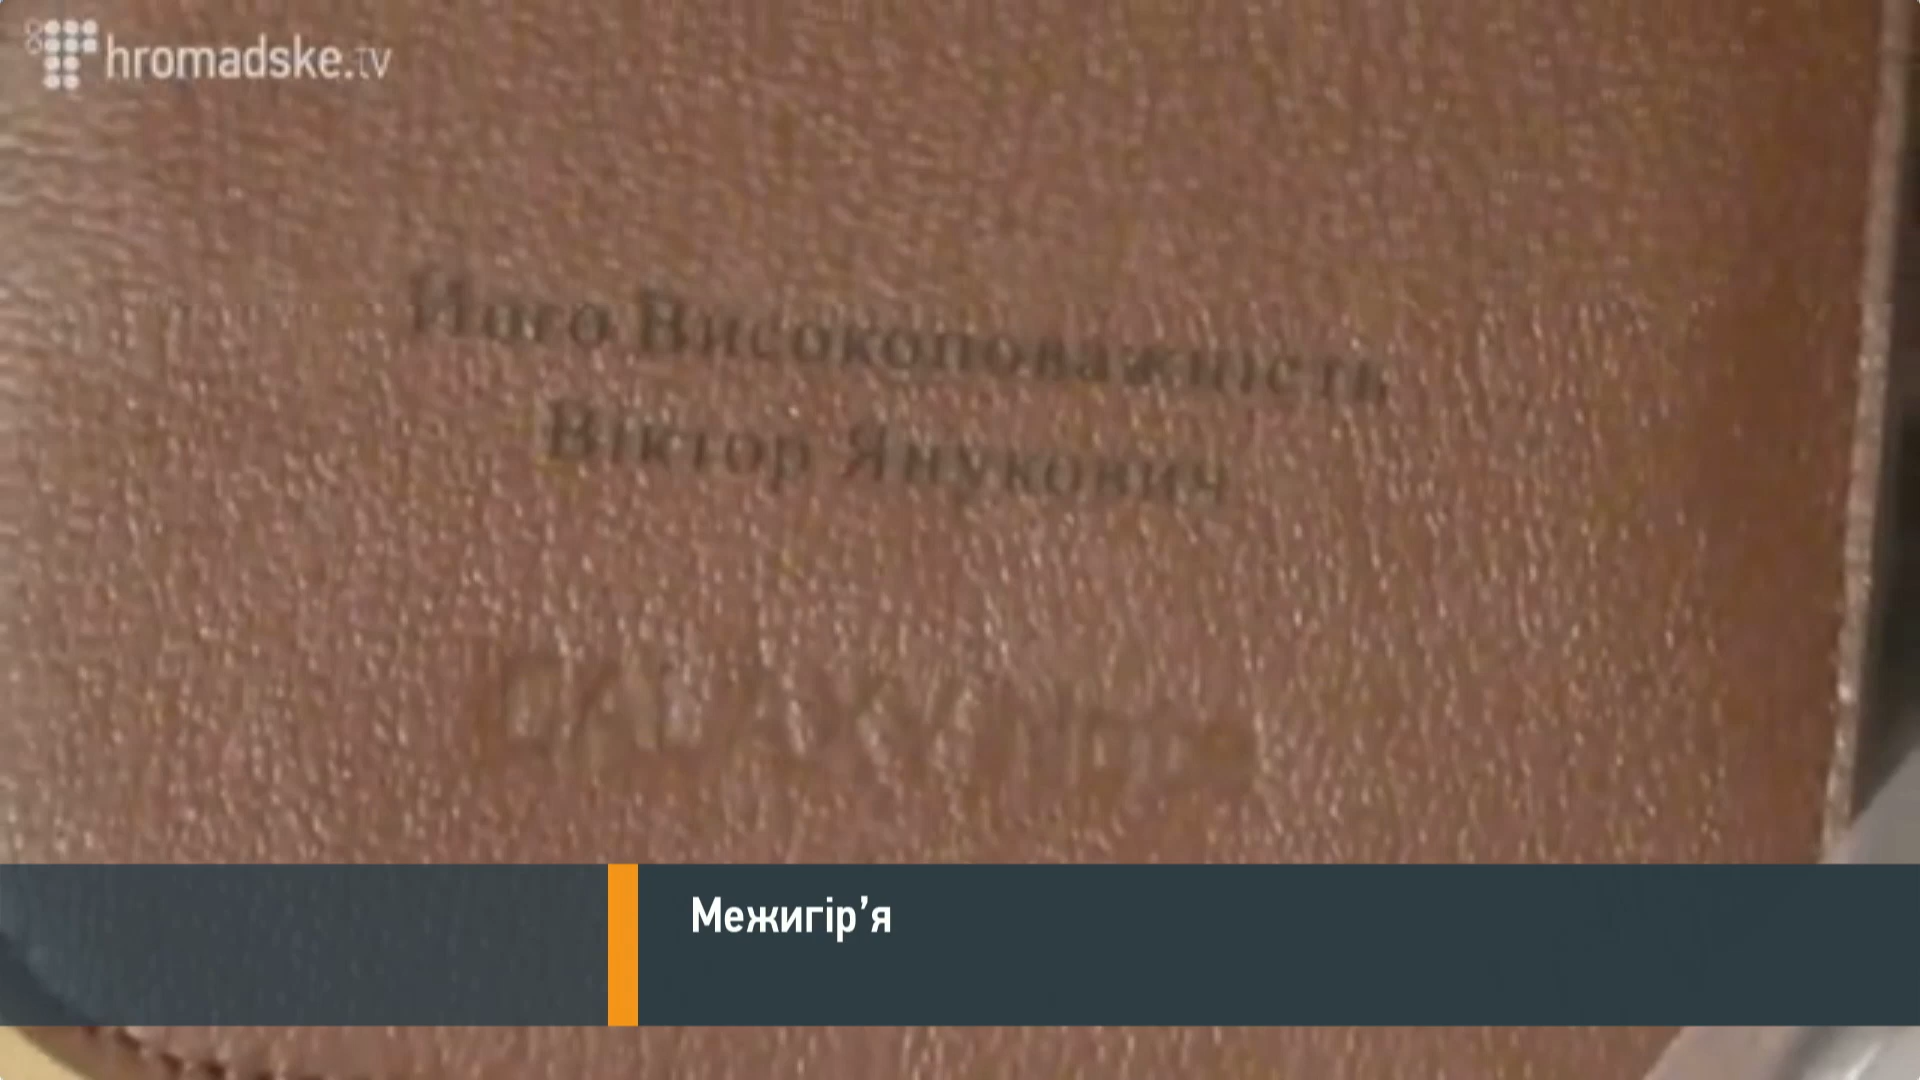 hromadske.tv
Його Високоповажність
Віктор Янукович
Межигір’я